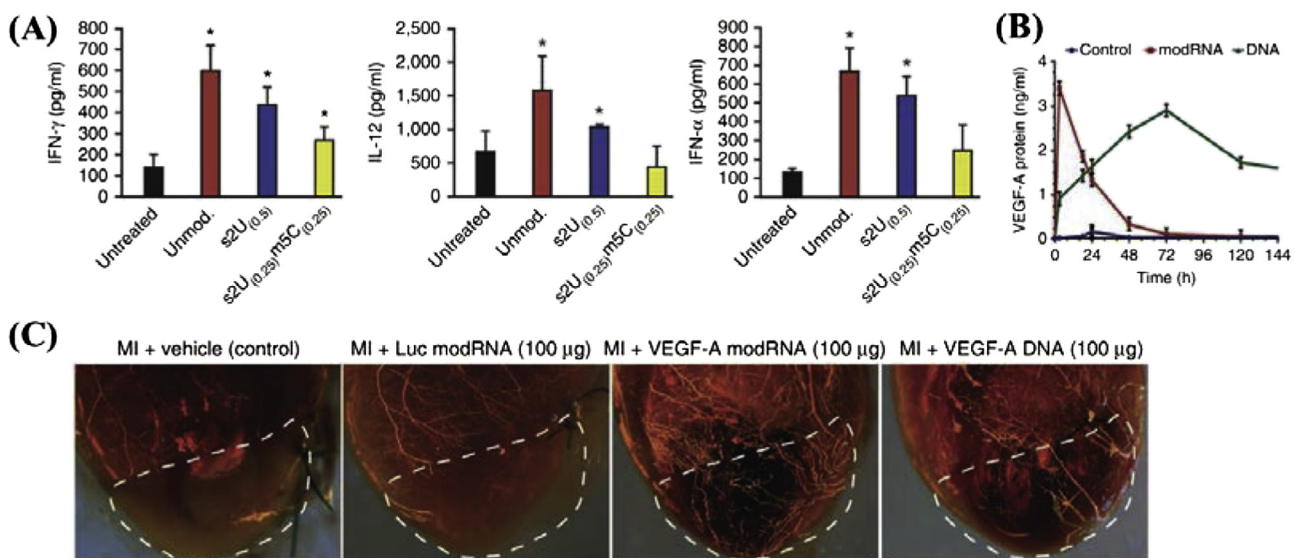 (A)
IFN-γ (pg/ml)
800
700
600
500
400
300
200
100
0
*
*
*
Untreated
Unmod.
s2U(0.5)
s2U(0.25)m5C(0.25)
IL-12 (pg/ml)
2,500
2,000
1,500
1,000
500
0
*
*
Untreated
Unmod.
s2U(0.5)
s2U(0.25)m5C(0.25)
IFN-α (pg/ml)
900
800
700
600
500
400
300
200
100
0
*
*
Untreated
Unmod.
s2U(0.5)
s2U(0.25)m5C(0.25)
(B)
Control modRNA DNA
VEGF-A protein (ng/ml)
4
3
2
1
0
0 24 48 72 96 120 144
Time (h)
(C)
MI + vehicle (control)
MI + Luc modRNA (100 μg)
MI + VEGF-A modRNA (100 μg)
MI + VEGF-A DNA (100 μg)